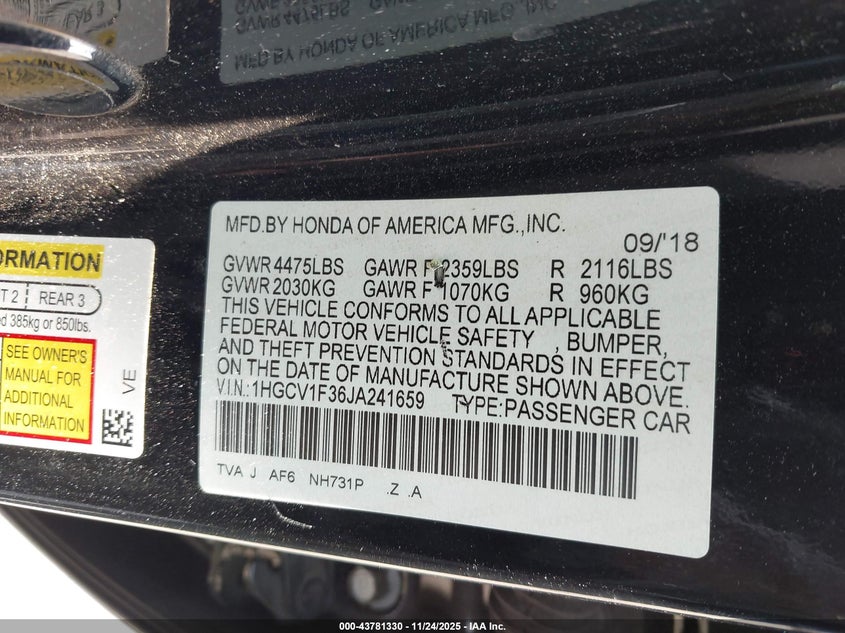 MFD.BY HONDA OF AMERICA MFG.,INC.
09/'18
GVWR 4475LBS GAWR F 2359LBS R 2116LBS
GVWR 2030KG GAWR F 1070KG R 960KG
THIS VEHICLE CONFORMS TO ALL APPLICABLE
FEDERAL MOTOR VEHICLE SAFETY , BUMPER,
AND THEFT PREVENTION STANDARDS IN EFFECT
ON THE DATE OF MANUFACTURE SHOWN ABOVE.
V.I.N.:1HGCV1F36JA241659 TYPE:PASSENGER CAR
TVA J AF6 NH731P .Z .A
ORMATION
T 2 REAR 3
d 385kg or 850lbs.
SEE OWNER'S
MANUAL FOR
ADDITIONAL
INFORMATION
VE
MFD BY HONDA OF AMERICA MFG., INC.
GVWR 4475LBS
000-43781330 - 11/24/2025 - IAA Inc.